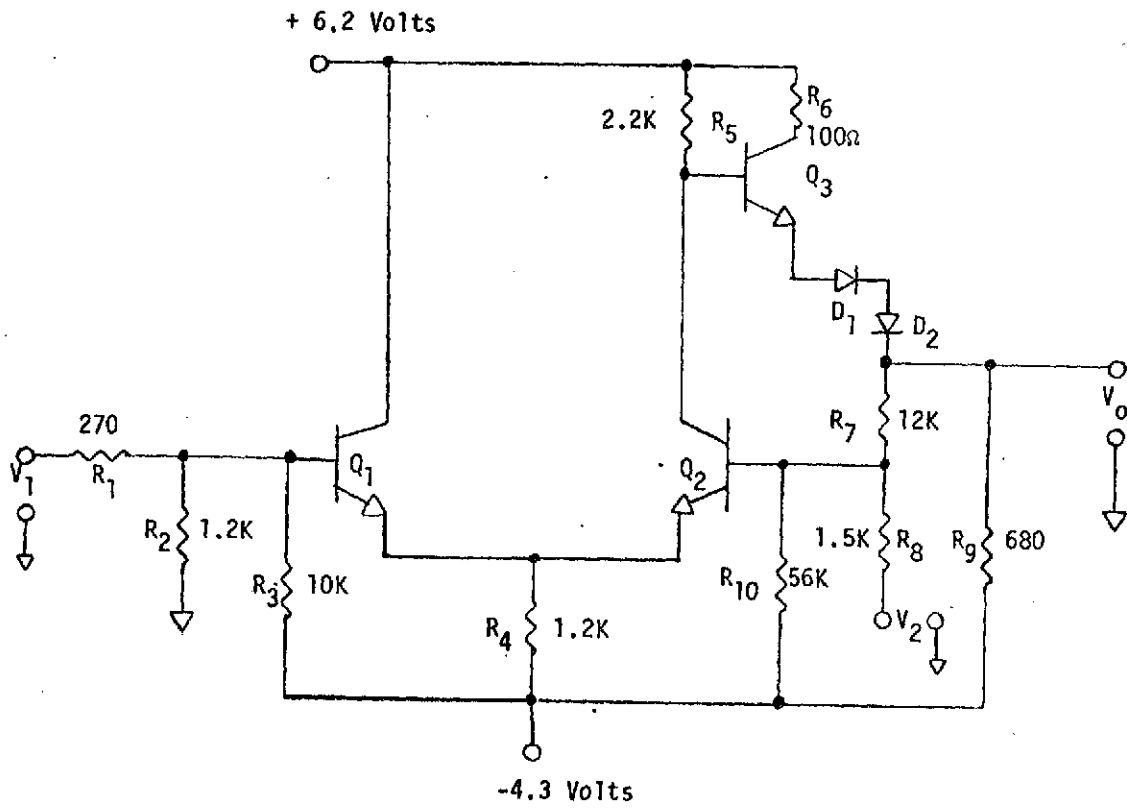 + 6.2 Volts
2.2K
R5
R6
100Ω
Q3
D1
D2
270
V1
R1
R2
1.2K
R3
10K
Q1
Q2
R4
1.2K
R7
12K
Vo
R10
56K
1.5K
R8
R9
680
V2
-4.3 Volts